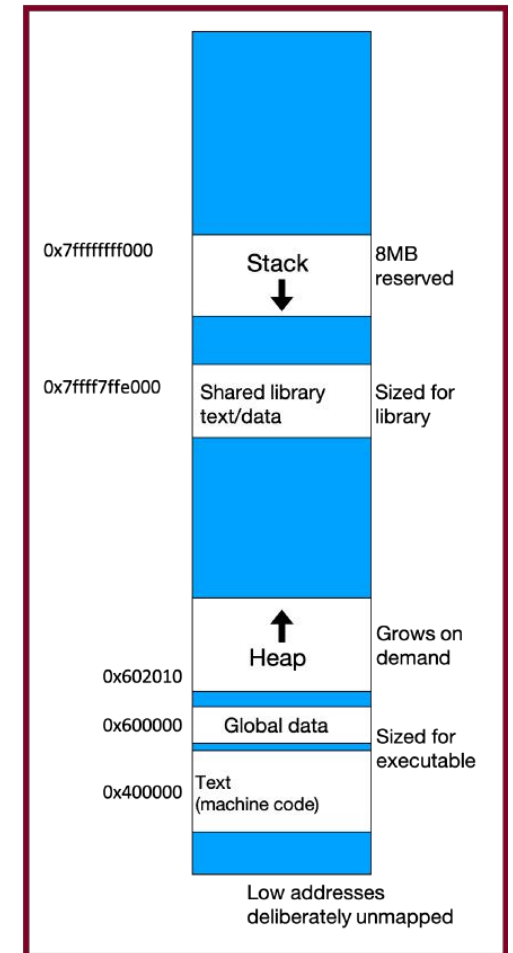 0x7ffffffff000
Stack
8MB
reserved
0x7ffff7ffe000
Shared library
text/data
Sized for
library
Heap
Grows on
demand
0x602010
0x600000
Global data
Sized for
executable
0x400000
Text
(machine code)
Low addresses
deliberately unmapped